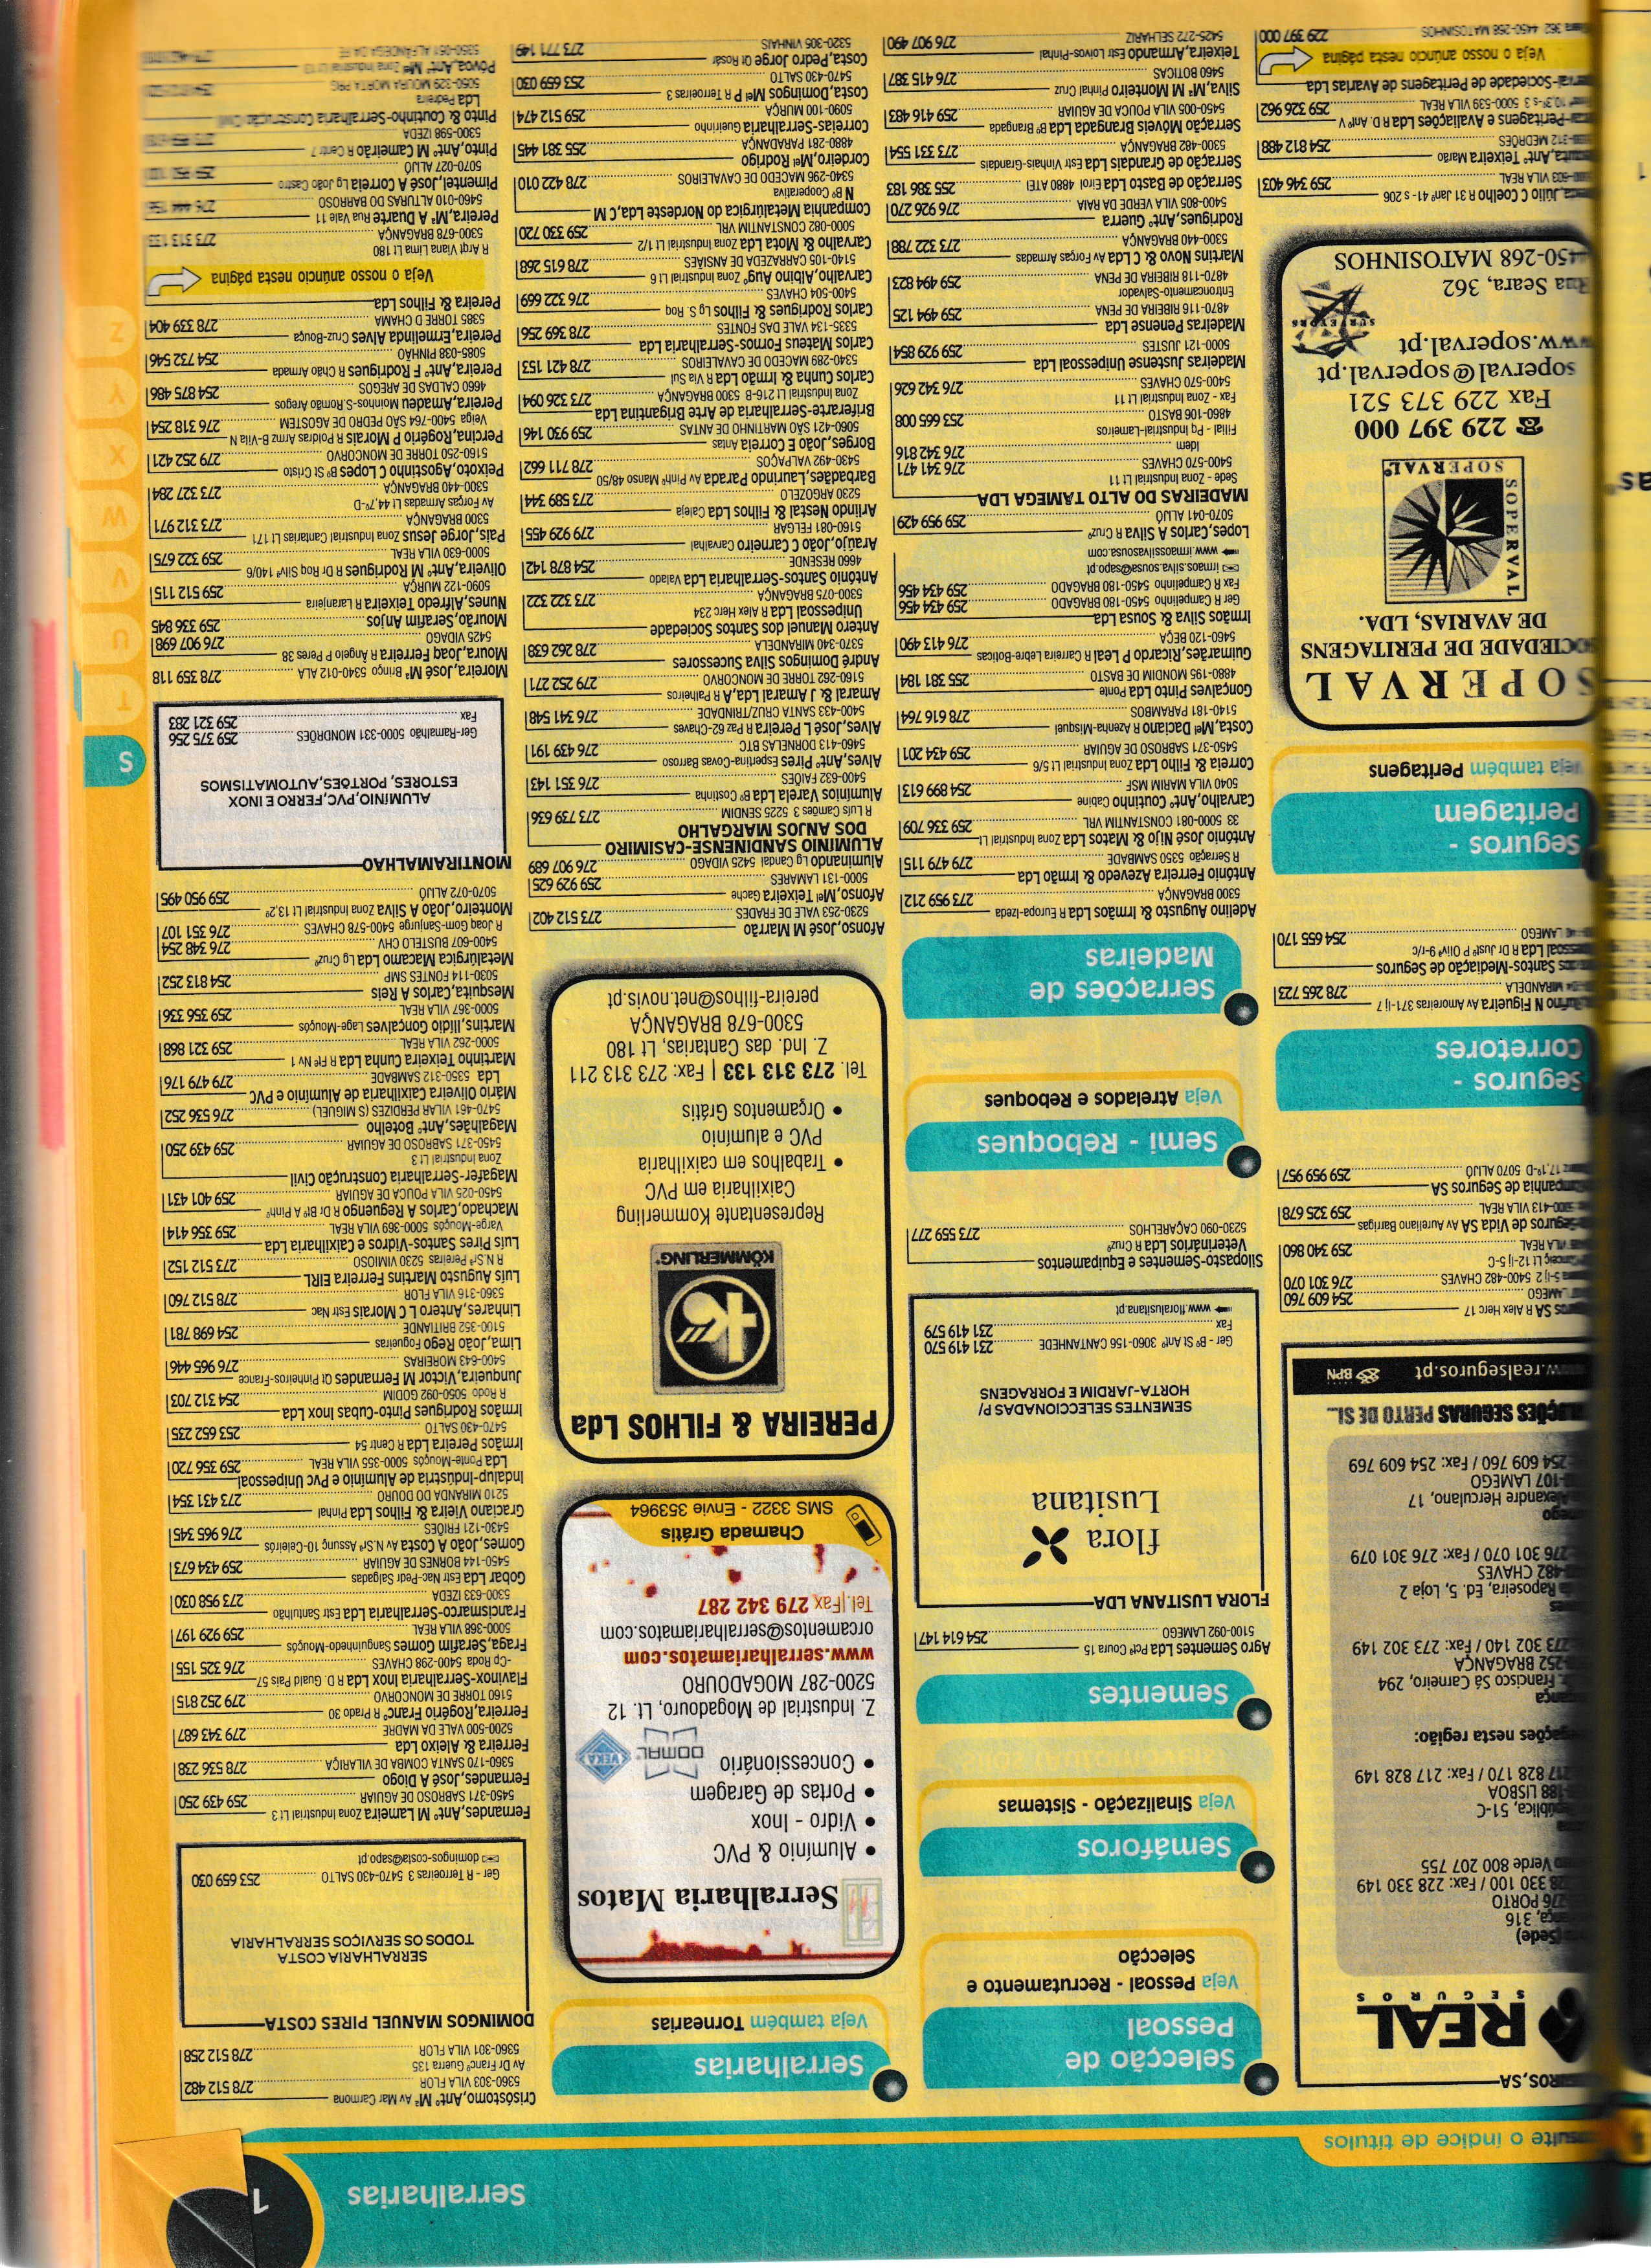 Serralharias
1
o índice de títulos
REAL
SEGUROS
(Sede)
316
PORTO
330 100 / Fax: 228 330 149
Verde 800 207 755
51-C
LISBOA
217 828 170 / Fax: 217 828 149
nesta região:
Francisco Sá Carneiro, 294
BRAGANÇA
273 302 140 / Fax: 273 302 149
Raposeira, Ed. 5, Loja 2
CHAVES
276 301 070 / Fax: 276 301 079
Alexandre Herculano, 17
LAMEGO
254 609 760 / Fax: 254 609 769
SEGURAS PERTO DE SI...
.realseguros.pt BPN
SA R Alex Herc 17
LAMEGO 254 609 760
5-lj 2 5400-482 CHAVES 276 301 070
Lt 12-lj 5-C
VILA REAL 259 340 860
Seguros de Vida SA Av Aureliano Barrigas
413 VILA REAL 259 325 678
de Seguros SA
17,1º-D 5070 ALIJÓ 259 959 957
Seguros -
Corretores
N Figueira Av Amoreiras 371-lj 7
MIRANDELA 278 265 723
Santos-Mediação de Seguros
Lda R Dr Justº P Olivª 9-r/c
LAMEGO 254 655 170
Seguros -
Peritagem
Veja também Peritagens
SOPERVAL
SOCIEDADE DE PERITAGENS
DE AVARIAS, LDA.
SOPERVAL
SOPERVAL
☎ 229 397 000
Fax 229 373 521
soperval@soperval.pt
www.soperval.pt
SURVEYORS
Rua Seara, 362
4450-268 MATOSINHOS
Júlio C Coelho R 31 Janº 41- s 206
VILA REAL 259 346 403
Antº Teixeira Marão
MEDRÕES 254 812 488
-Peritagens e Avaliações Lda R D. Antº V
10.3º-s 3 5000-539 VILA REAL 259 326 962
-Sociedade de Peritagens de Avarias Lda
Veja o nosso anúncio nesta página
362 4450-268 MATOSINHOS 229 397 000
Selecção de
Pessoal
Veja Pessoal - Recrutamento e
Selecção
Semáforos
Veja Sinalização - Sistemas
Sementes
Agro Sementes Lda Pctª Coura 15
5100-092 LAMEGO 254 614 147
FLORA LUSITANA LDA
flora
Lusitana
SEMENTES SELECCIONADAS P/
HORTA-JARDIM E FORRAGENS
Ger - Bº St Antº 3060-156 CANTANHEDE 231 419 570
Fax 231 419 579
www.floralusitana.pt
Silopasto-Sementes e Equipamentos
Veterinários Lda R Cruzº
5230-090 CAÇARELHOS 273 559 277
Semi - Reboques
Veja Atrelados e Reboques
Serrações de
Madeiras
Adelino Augusto & Irmãos Lda R Europa-Izeda
5300 BRAGANÇA 273 959 212
António Ferreira Azevedo & Irmão Lda
R Serração 5350 SAMBADE 279 479 115
António José Nijo & Matos Lda Zona Industrial Lt
33 5000-081 CONSTANTIM VRL 259 336 709
Carvalho,Antº Coutinho Cabine
5040 VILA MARIM MSF 254 899 613
Correia & Filho Lda Zona Industrial Lt 5/6
5450-371 SABROSO DE AGUIAR 259 434 201
Costa,Mel Daciano R Azenha-Misquel
5140-181 PARAMBOS 278 616 764
Gonçalves Pinto Lda Ponte
4880-195 MONDIM DE BASTO 255 381 184
Guimarães,Ricardo P Leal R Carreira Lebre-Boticas
5460-120 BEÇA 276 413 490
Irmãos Silva & Sousa Lda
Ger R Campelinho 5450-180 BRAGADO 259 434 456
Fax R Campelinho 5450-180 BRAGADO 259 434 456
irmaos.silva.sousa@sapo.pt
www.irmaossilvasousa.com
Lopes,Carlos A Silva R Cruzº
5070-041 ALIJÓ 259 959 429
MADEIRAS DO ALTO TÂMEGA LDA
Sede - Zona Industrial Lt 11
5400-570 CHAVES 276 341 471
Idem 276 342 816
Filial - Pq Industrial-Lameiros
4860-106 BASTO 253 665 008
Fax - Zona Industrial Lt 11
5400-570 CHAVES 276 342 626
Madeiras Justense Unipessoal Lda
5000-121 JUSTES 259 929 854
Madeiras Penense Lda
4870-116 RIBEIRA DE PENA 259 494 125
Entroncamento-Salvador
4870-118 RIBEIRA DE PENA 259 494 823
Martins Novo & C Lda Av Forças Armadas
5300-440 BRAGANÇA 273 322 788
Rodrigues,Antº Guerra
5400-805 VILA VERDE DA RAIA 276 926 270
Serração de Basto Lda Eirol 4880 ATEI 255 386 183
Serração de Grandais Lda Estr Vinhais-Grandais
5300-482 BRAGANÇA 273 331 554
Serração Móveis Brangada Lda Bº Brangada
5450-005 VILA POUCA DE AGUIAR 259 416 483
Silva,Mª M Monteiro Pinhal Cruz
5460 BOTICAS 276 415 387
Teixeira,Armando Estr Loivos-Pinhal
5425-272 SELHARIZ 276 907 490
Serralharias
Veja também Tornearias
Serralharia Matos
• Alumínio & PVC
• Vidro - Inox
• Portas de Garagem
• Concessionário DOMAL VEKA
Z. Industrial de Mogadouro, Lt. 12
5200-287 MOGADOURO
www.serralhariamatos.com
orcamentos@serralhariamatos.com
Tel.|Fax 279 342 287
Chamada Grátis
SMS 3322 - Envie 353964
PEREIRA & FILHOS Lda
KÖMMERLING
Representante Kommerling
Caixilharia em PVC
• Trabalhos em caixilharia
PVC e alumínio
• Orçamentos Grátis
Tel. 273 313 133 | Fax: 273 313 211
Z. Ind. das Cantarias, Lt 180
5300-678 BRAGANÇA
pereira-filhos@net.novis.pt
Afonso,José M Marrão
5230-253 VALE DE FRADES 273 512 402
Afonso,Mel Teixeira Gache
5000-131 LAMARES 259 929 625
Aluminando Lg Candal 5425 VIDAGO 276 907 689
ALUMÍNIO SANDINENSE-CASIMIRO
DOS ANJOS MARGALHO
R Luís Camões 3 5225 SENDIM 273 739 636
Alumínios Varela Lda Bº Costinha
5400-632 FAIÕES 276 351 143
Alves,Antº Pires Espertina-Covas Barroso
5460-413 DORNELAS BTC 276 439 191
Alves,José L Pereira R Paz 62-Chaves
5400-433 SANTA CRUZ/TRINDADE 276 341 548
Amaral & J Amaral Lda,A R Palheiros
5160-262 TORRE DE MONCORVO 279 252 271
André Domingos Silva Sucessores
5370-340 MIRANDELA 278 262 638
Antero Manuel dos Santos Sociedade
Unipessoal Lda R Alex Herc 234
5300-075 BRAGANÇA 273 322 322
António Santos-Serralharia Lda Valado
4660 RESENDE 254 878 142
Araújo,João C Carneiro Carvalhal
5160-081 FELGAR 279 929 455
Arlindo Nestal & Filhos Lda Caleja
5230 ARGOZELO 273 589 344
Barbadães,Laurindo Parada Av Pinhº Manso 48/50
5430-492 VALPAÇOS 278 711 662
Borges,João E Correia Antas
5060-421 SÃO MARTINHO DE ANTAS 259 930 146
Briferarte-Serralharia de Arte Brigantina Lda
Zona Industrial Lt 216-B 5300 BRAGANÇA 273 326 094
Carlos Cunha & Irmão Lda R Via Sul
5340-289 MACEDO DE CAVALEIROS 278 421 153
Carlos Mateus Fornos-Serralharia Lda
5335-134 VALE DAS FONTES 278 369 256
Carlos Rodrigues & Filhos Lg S. Roq
5400-504 CHAVES 276 322 669
Carvalho,Albino Augº Zona Industrial Lt 6
5140-105 CARRAZEDA DE ANSIÃES 278 615 268
Carvalho & Mota Lda Zona Industrial Lt 1/2
5000-082 CONSTANTIM VRL 259 330 720
Companhia Metalúrgica do Nordeste Lda,C M
N Bº Cooperativa
5340-296 MACEDO DE CAVALEIROS 278 422 010
Cordeiro,Mel Rodrigo
4880-281 PARADANÇA 255 381 445
Correias-Serralharia Gueirinho
5090-100 MURÇA 259 512 474
Costa,Domingos Mel P R Terroeiras 3
5470-430 SALTO 253 659 030
Costa,Pedro Jorge Qt Rosár
5320-305 VINHAIS 273 771 149
Crisóstomo,Antº Mª Av Mar Carmona
5360-303 VILA FLOR 278 512 482
Av Dr Francº Guerra 135
5360-301 VILA FLOR 278 512 258
DOMINGOS MANUEL PIRES COSTA
SERRALHARIA COSTA
TODOS OS SERVIÇOS SERRALHARIA
Ger - R Terroeiras 3 5470-430 SALTO 253 659 030
domingos-costa@sapo.pt
Fernandes,Antº M Lameira Zona Industrial Lt 3
5450-371 SABROSO DE AGUIAR 259 439 250
Fernandes,José A Diogo
5360-170 SANTA COMBA DE VILARIÇA 278 536 238
Ferreira & Aleixo Lda
5200-500 VALE DA MADRE 279 343 687
Ferreira,Rogério Francº R Prado 30
5160 TORRE DE MONCORVO 279 252 815
Flavinox-Serralharia Inox Lda R D. Guald Pais 57
-Cp Roda 5400-298 CHAVES 276 325 155
Fraga,Serafim Gomes Sanguinhedo-Mouçós
5000-368 VILA REAL 259 929 197
Francismarco-Serralharia Lda Estr Santulhão
5300-633 IZEDA 273 958 030
Gobar Lda Estr Nac-Pedr Salgadas
5450-144 BORNES DE AGUIAR 259 434 673
Gomes,João A Costa Av N.Srª Assunç 10-Celeirós
5430-121 FRIÕES 276 965 345
Graciano Vieira & Filhos Lda Pinhal
5210 MIRANDA DO DOURO 273 431 354
Indalup-Indústria de Alumínio e Pvc Unipessoal
Lda Ponte-Mouçós 5000-355 VILA REAL 259 356 720
Irmãos Pereira Lda R Centr 54
5470-430 SALTO 253 652 235
Irmãos Rodrigues Pinto-Cubas Inox Lda
R Rodo 5050-092 GODIM 254 312 703
Junqueira,Victor M Fernandes Qt Pinheiros-France
5400-643 MOREIRAS 276 965 446
Lima,João Rego Fogueiras
5100-352 BRITIANDE 254 698 781
Linhares,Antero L C Morais Estr Nac
5360-316 VILA FLOR 278 512 760
Luís Augusto Martins Ferreira EIRL
R N.Srª Pereiras 5230 VIMIOSO 273 512 152
Luís Pires Santos-Vidros e Caixilharia Lda
Varge-Mouçós 5000-369 VILA REAL 259 356 414
Machado,Carlos A Reguengo R Dr Btº A Pinhº
5450-025 VILA POUCA DE AGUIAR 259 401 431
Magafer-Serralharia Construção Civil
Zona Industrial Lt 3
5450-371 SABROSO DE AGUIAR 259 439 250
Magalhães,Antº Botelho
5470-461 VILAR PERDIZES (S MIGUEL) 276 536 252
Mário Oliveira Caixilharia de Alumínio e PVC
Lda 5350-312 SAMBADE 279 479 176
Martinho Teixeira Cunha Lda R Ftº Nv 1
5000-262 VILA REAL 259 321 868
Martins,Ilídio Gonçalves Lage-Mouçós
5000-367 VILA REAL 259 356 336
Mesquita,Carlos A Reis
5030-114 FONTES SMP 254 813 252
Metalúrgica Macamo Lda Lg Cruzº
5400-607 BUSTELO CHV 276 348 254
R Joaq Gom-Sanjurge 5400-578 CHAVES 276 351 107
Monteiro,João A Silva Zona Industrial Lt 13,2º
5070-072 ALIJÓ 259 950 495
MONTIRAMALHÃO
ALUMÍNIO,PVC,FERRO E INOX
ESTORES, PORTÕES,AUTOMATISMOS
Ger-Ramalhão 5000-331 MONDRÕES 259 375 256
Fax 259 321 283
Moreira,José Mª Brinço 5340-012 ALA 278 359 118
Moura,Joaq Ferreira R Ângelo P Peres 38
5425 VIDAGO 276 907 698
Mourão,Serafim Anjos 259 336 845
Nunes,Alfredo Teixeira R Laranjeira
5090-122 MURÇA 259 512 115
Oliveira,Antº M Rodrigues R Dr Roq Silvª 140/6
5000-630 VILA REAL 259 322 675
Pais,Jorge Jesus Zona Industrial Cantarias Lt 171
5300 BRAGANÇA 273 312 971
Av Forças Armadas Lt 44,7º-D
5300-440 BRAGANÇA 273 327 284
Peixoto,Agostinho C Lopes Bº St Cristo
5160-250 TORRE DE MONCORVO 279 252 421
Percina,Rogério P Morais R Poldras Armz B-Vila N
Veiga 5400-764 SÃO PEDRO DE AGOSTEM 276 318 254
Pereira,Amadeu Moinhos-S.Romão Aregos
4660 CALDAS DE AREGOS 254 875 486
Pereira,Antº F Rodrigues R Chão Armada
5085-038 PINHÃO 254 732 546
Pereira,Ermelinda Alves Cruz-Bouça
5385 TORRE D CHAMA 278 339 404
Pereira & Filhos Lda
Veja o nosso anúncio nesta página
R Arqt Viana Lima Lt 180
5300-678 BRAGANÇA 273 313 133
Pereira,Mª A Duarte Rua Vale 11
5460-010 ALTURAS DO BARROSO
Pimentel,José A Correia Lg João Castro
5070-027 ALIJÓ
Pinto,Antº M Cameirão R Centr 7
5300-598 IZEDA
Pinto & Coutinho-Serralharia Construção Civil
Lda Pedreira
5050-329 MOURA MORTA PRG
Póvoa,Antº Mel Zona Industrial
5350-051 ALFÂNDEGA DA FÉ
S
T
U
V
W
X
Y
Z